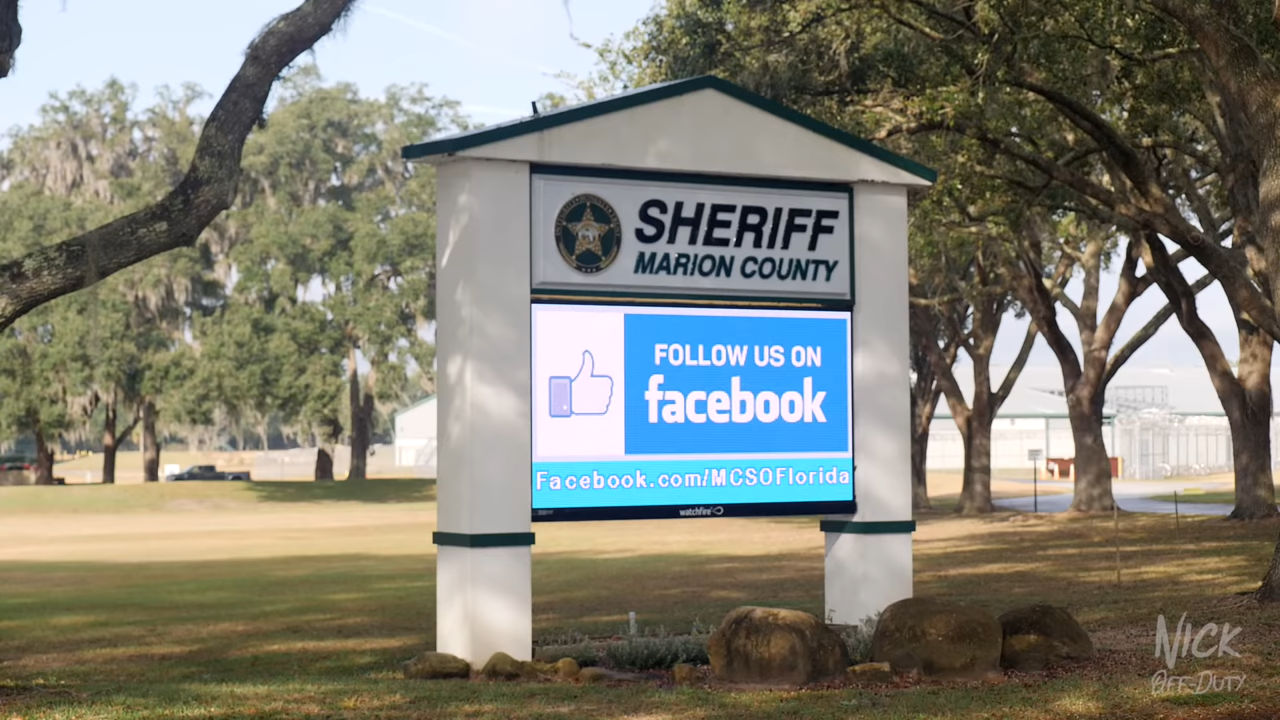 SHERIFF
MARION COUNTY
FOLLOW US ON
facebook
Facebook.com/MCSOFlorida
watchfire
NICK
OFF-DUTY